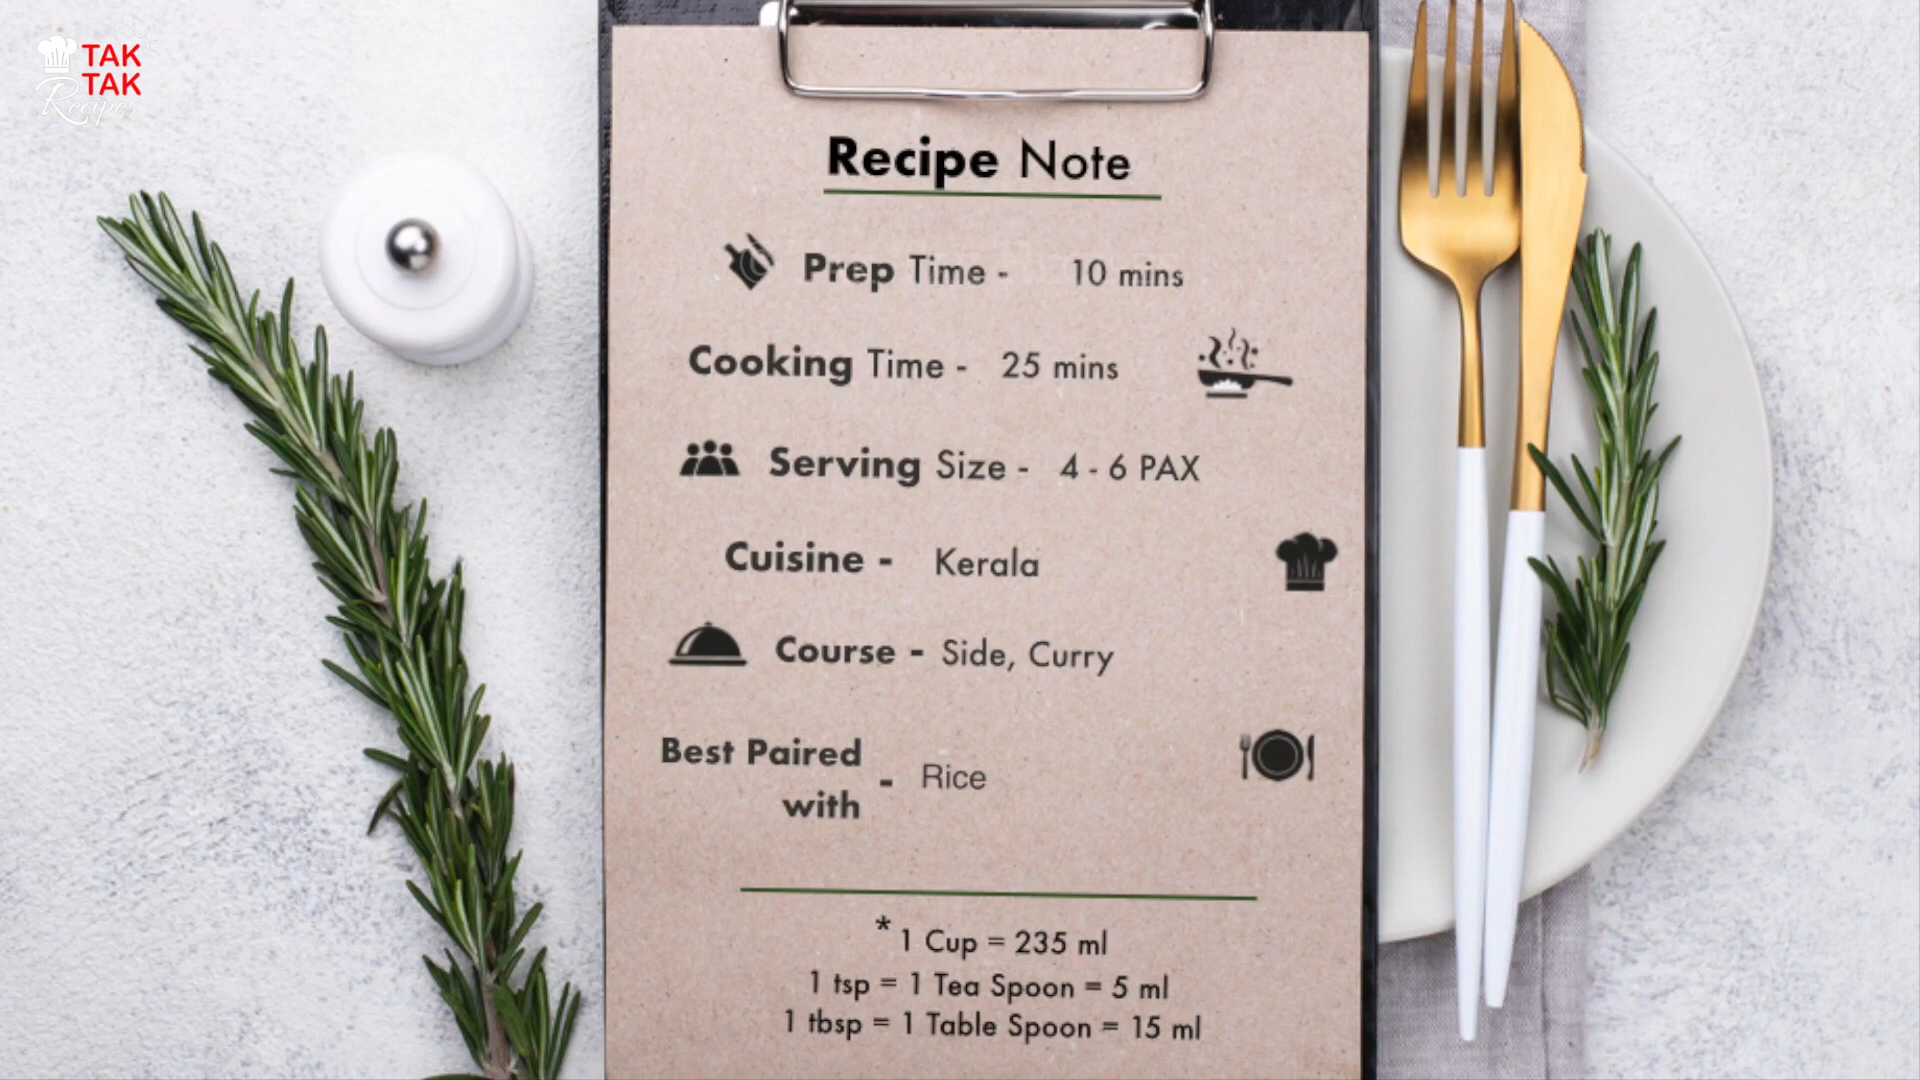 TAK
TAK
Recipes
Recipe Note
Prep Time - 10 mins
Cooking Time - 25 mins
Serving Size - 4 - 6 PAX
Cuisine - Kerala
Course - Side, Curry
Best Paired
with - Rice
* 1 Cup = 235 ml
1 tsp = 1 Tea Spoon = 5 ml
1 tbsp = 1 Table Spoon = 15 ml